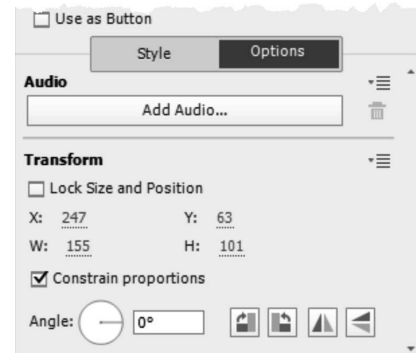 Use as Button
Style Options
Audio
Add Audio...
Transform
Lock Size and Position
X: 247 Y: 63
W: 155 H: 101
Constrain proportions
Angle: 0°